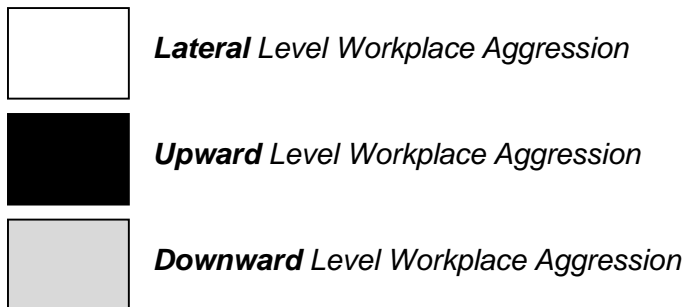 Lateral Level Workplace Aggression
Upward Level Workplace Aggression
Downward Level Workplace Aggression